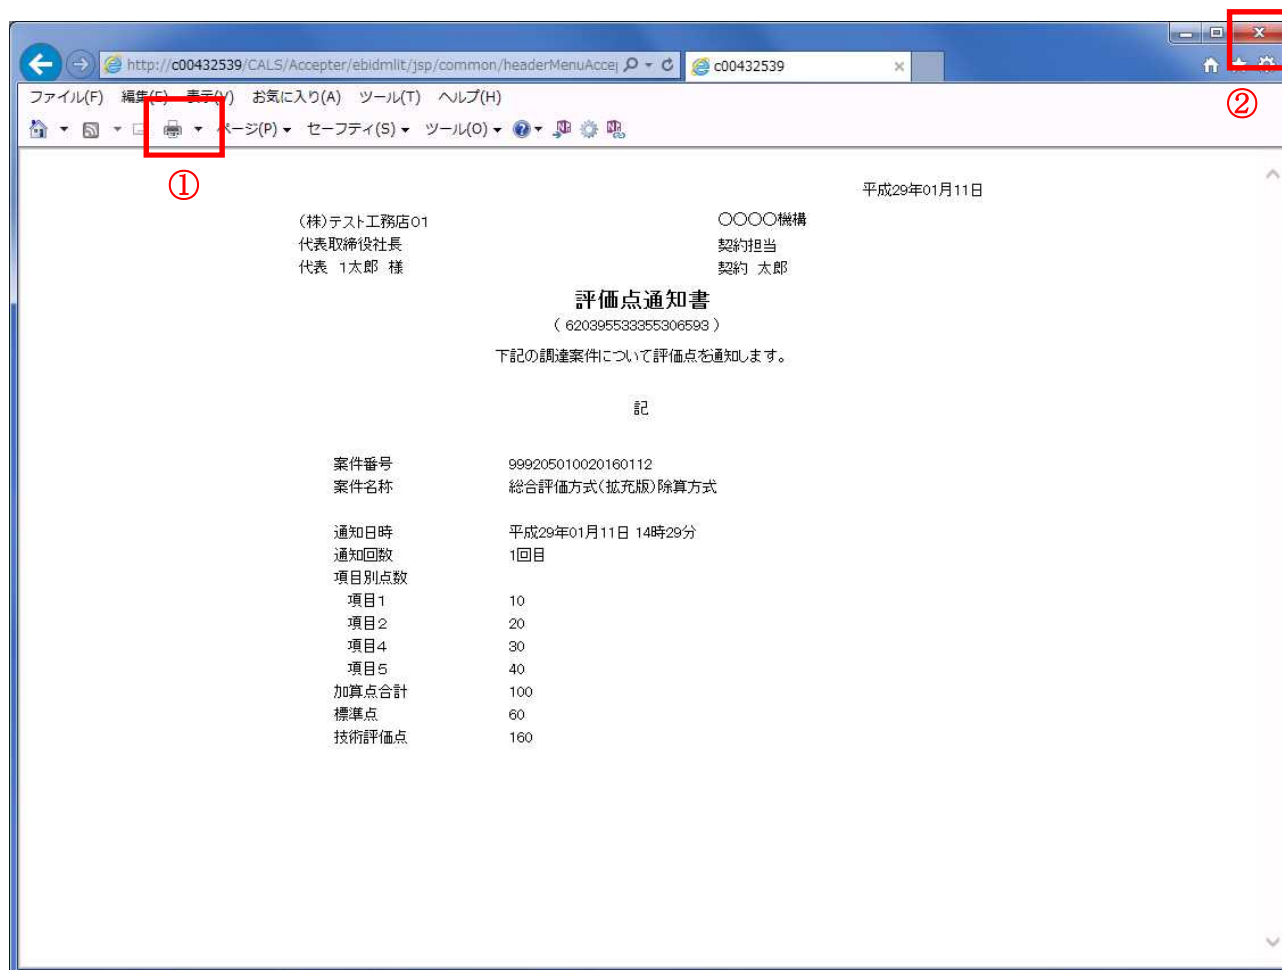 http://c00432539/CALS/Accepter/ebidmlit/jsp/common/headerMenuAcce
c00432539
ファイル(F) 編集(E) 表示(V) お気に入り(A) ツール(T) ヘルプ(H)
ページ(P) セーフティ(S) ツール(O)
①
②
平成29年01月11日
(株)テスト工務店01
代表取締役社長
代表 1太郎 様
〇〇〇〇機構
契約担当
契約 太郎
評価点通知書
( 620395533355306593 )
下記の調達案件について評価点を通知します。
記
案件番号 999205010020160112
案件名称 総合評価方式(拡充版)除算方式
通知日時 平成29年01月11日 14時29分
通知回数 1回目
項目別点数
項目1 10
項目2 20
項目4 30
項目5 40
加算点合計 100
標準点 60
技術評価点 160